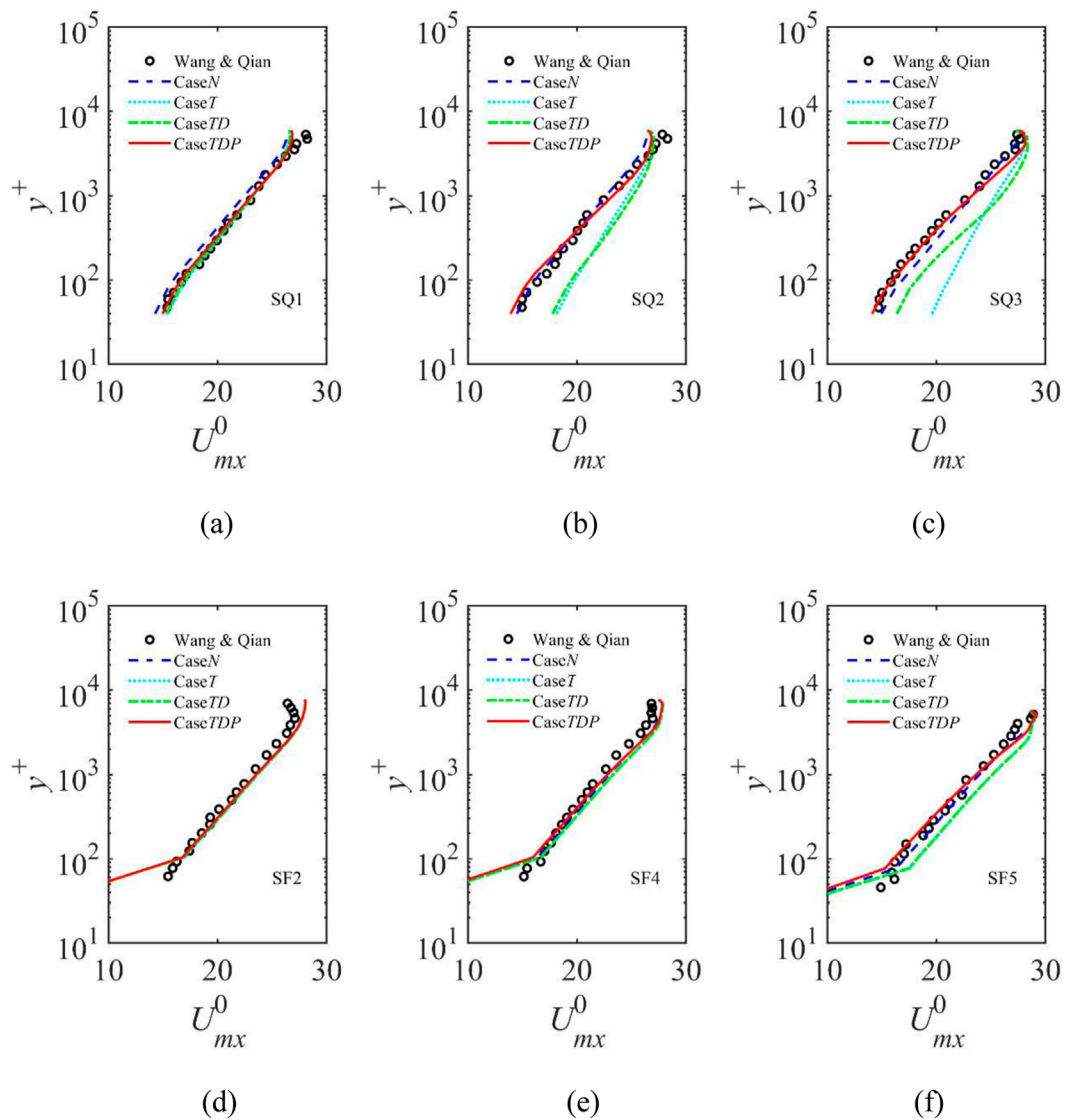 10^5
10^4
10^3
10^2
10^1
y^+
Wang & Qian
CaseN
CaseT
CaseTD
CaseTDP
SQ1
10 20 30
U^0_mx
(a)
10^5
10^4
10^3
10^2
10^1
y^+
Wang & Qian
CaseN
CaseT
CaseTD
CaseTDP
SQ2
10 20 30
U^0_mx
(b)
10^5
10^4
10^3
10^2
10^1
y^+
Wang & Qian
CaseN
CaseT
CaseTD
CaseTDP
SQ3
10 20 30
U^0_mx
(c)
10^5
10^4
10^3
10^2
10^1
y^+
Wang & Qian
CaseN
CaseT
CaseTD
CaseTDP
SF2
10 20 30
U^0_mx
(d)
10^5
10^4
10^3
10^2
10^1
y^+
Wang & Qian
CaseN
CaseT
CaseTD
CaseTDP
SF4
10 20 30
U^0_mx
(e)
10^5
10^4
10^3
10^2
10^1
y^+
Wang & Qian
CaseN
CaseT
CaseTD
CaseTDP
SF5
10 20 30
U^0_mx
(f)